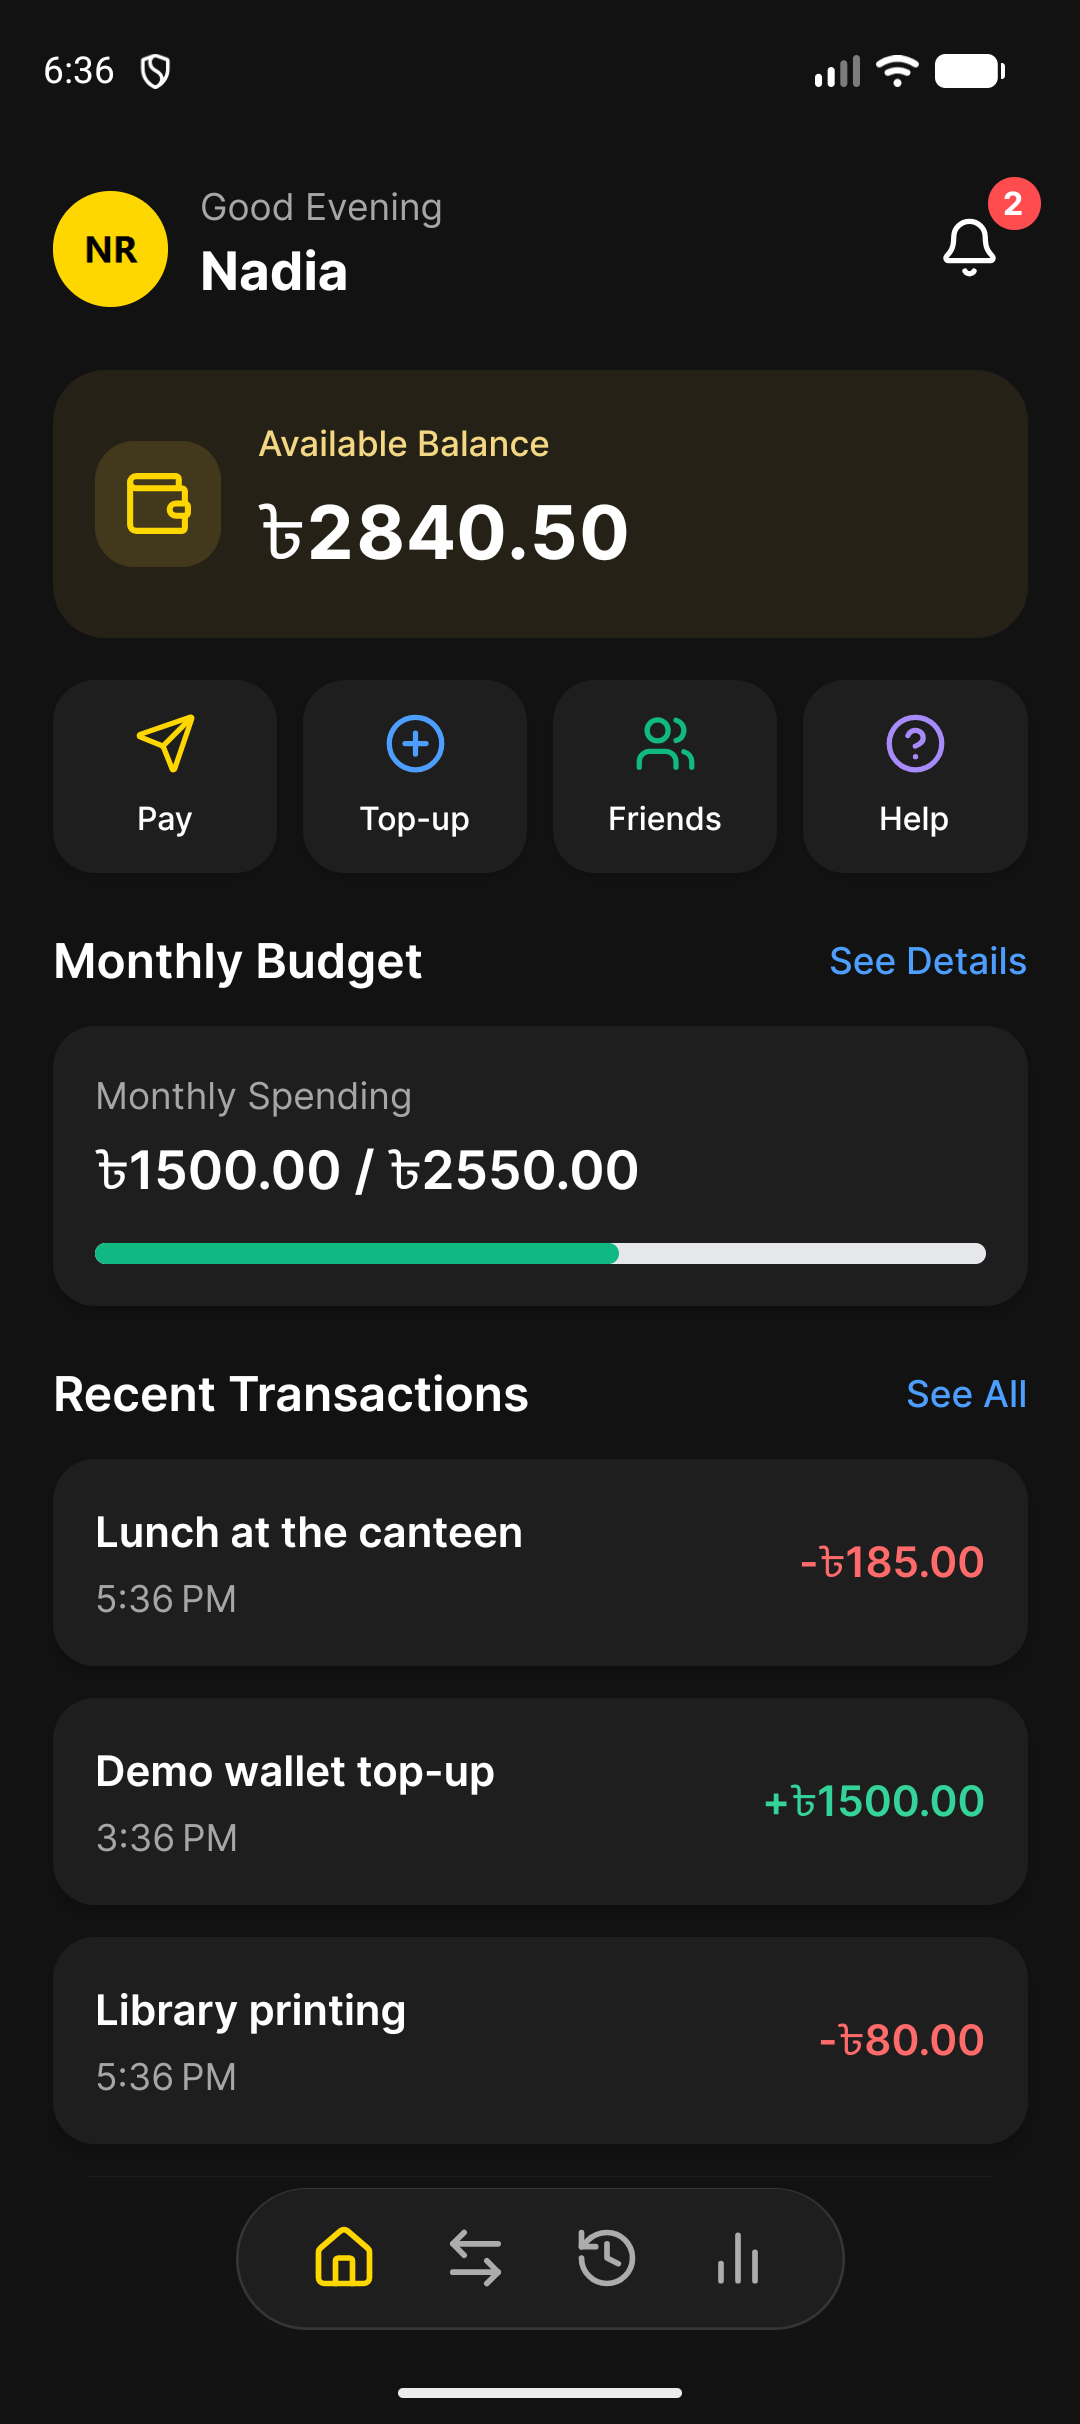 6:36
NR
Good Evening
Nadia
2
Available Balance
৳2840.50
Pay
Top-up
Friends
Help
Monthly Budget
See Details
Monthly Spending
৳1500.00 / ৳2550.00
Recent Transactions
See All
Lunch at the canteen
-৳185.00
5:36 PM
Demo wallet top-up
+৳1500.00
3:36 PM
Library printing
-৳80.00
5:36 PM